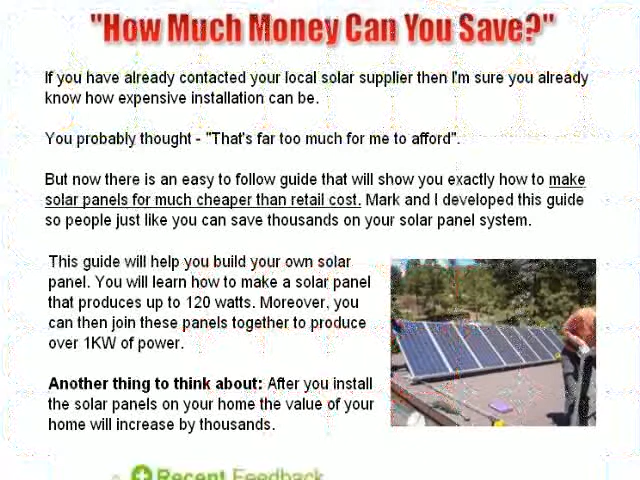 "How Much Money Can You Save?"
If you have already contacted your local solar supplier then I'm sure you already
know how expensive installation can be.
You probably thought - "That's far too much for me to afford".
But now there is an easy to follow guide that will show you exactly how to make
solar panels for much cheaper than retail cost. Mark and I developed this guide
so people just like you can save thousands on your solar panel system.
This guide will help you build your own solar
panel. You will learn how to make a solar panel
that produces up to 120 watts. Moreover, you
can then join these panels together to produce
over 1KW of power.
Another thing to think about: After you install
the solar panels on your home the value of your
home will increase by thousands.
Recent Feedback